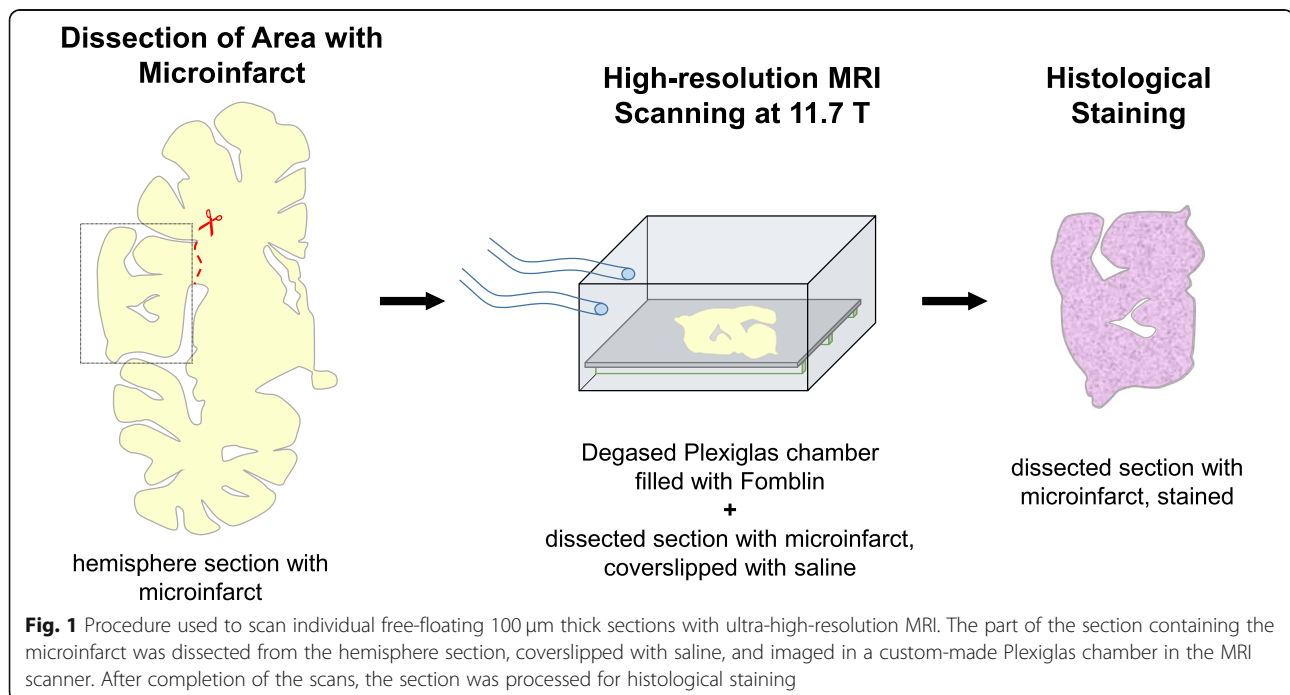 Dissection of Area with
Microinfarct
High-resolution MRI
Scanning at 11.7 T
Histological
Staining
hemisphere section with
microinfarct
Degased Plexiglas chamber
filled with Fomblin
+
dissected section with microinfarct,
coverslipped with saline
dissected section with
microinfarct, stained
Fig. 1 Procedure used to scan individual free-floating 100 μm thick sections with ultra-high-resolution MRI. The part of the section containing the
microinfarct was dissected from the hemisphere section, coverslipped with saline, and imaged in a custom-made Plexiglas chamber in the MRI
scanner. After completion of the scans, the section was processed for histological staining